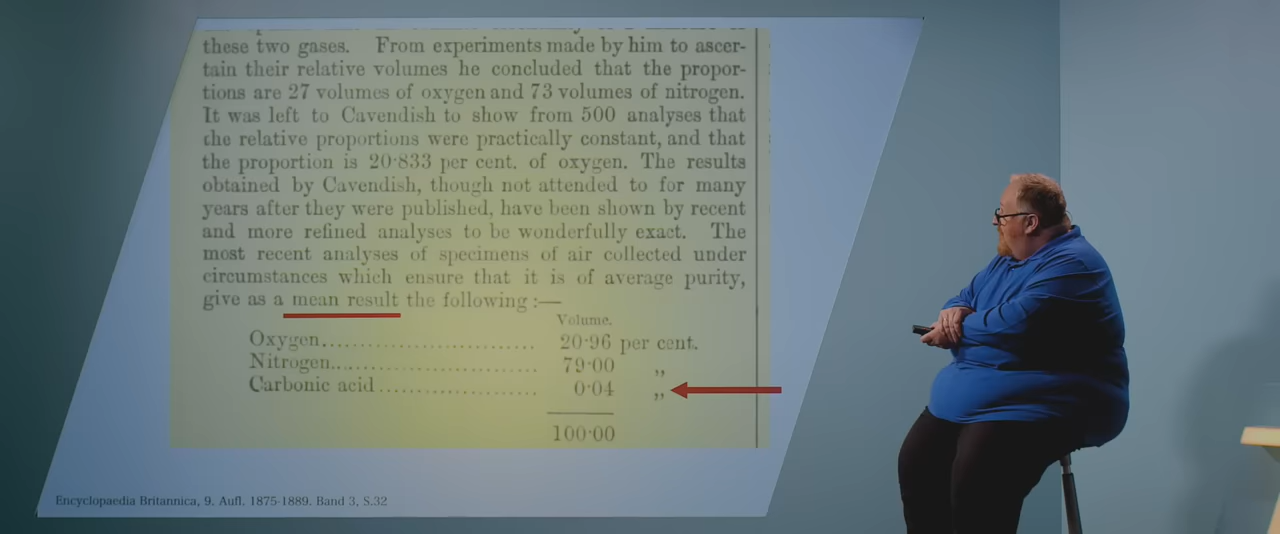 these two gases. From experiments made by him to ascer-
tain their relative volumes he concluded that the propor-
tions are 27 volumes of oxygen and 73 volumes of nitrogen.
It was left to Cavendish to show from 500 analyses that
the relative proportions were practically constant, and that
the proportion is 20·833 per cent. of oxygen. The results
obtained by Cavendish, though not attended to for many
years after they were published, have been shown by recent
and more refined analyses to be wonderfully exact. The
most recent analyses of specimens of air collected under
circumstances which ensure that it is of average purity,
give as a mean result the following :—
Volume.
Oxygen.............................. 20·96 per cent.
Nitrogen.............................. 79·00 „
Carbonic acid...................... 0·04 „
100·00
Encyclopaedia Britannica, 9. Aufl. 1875-1889. Band 3, S.32